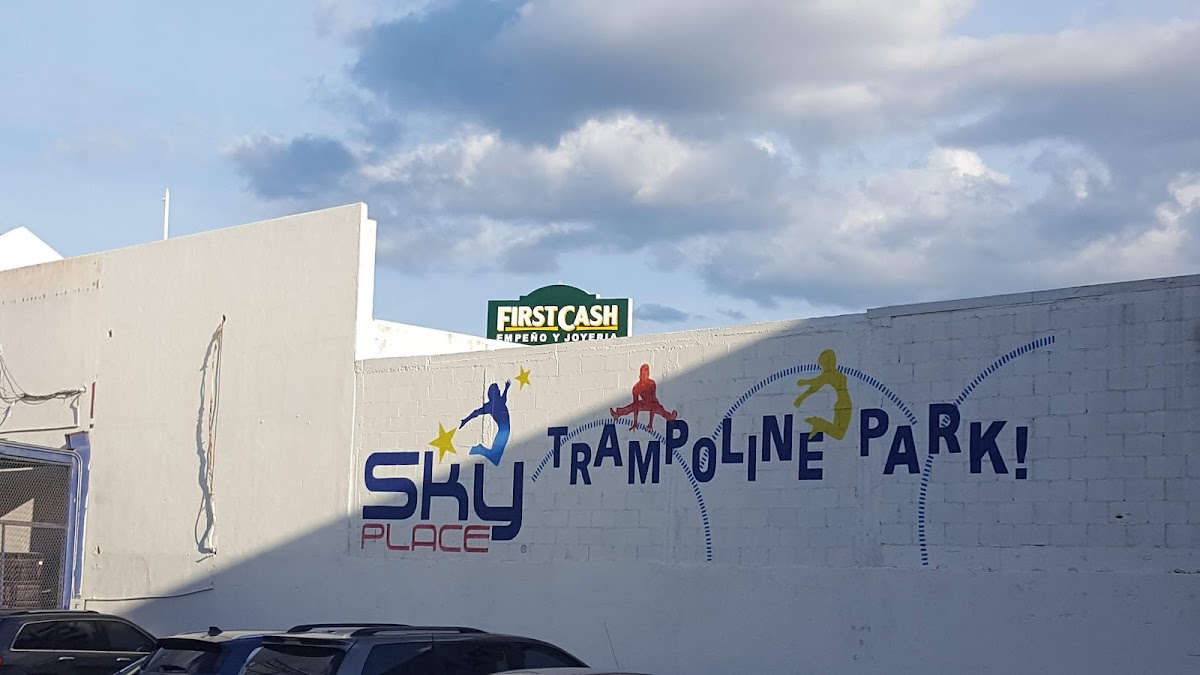 FIRSTCASH
EMPEÑO Y JOYERIA
Sky
PLACE ®
TRAMPOLINE PARK!